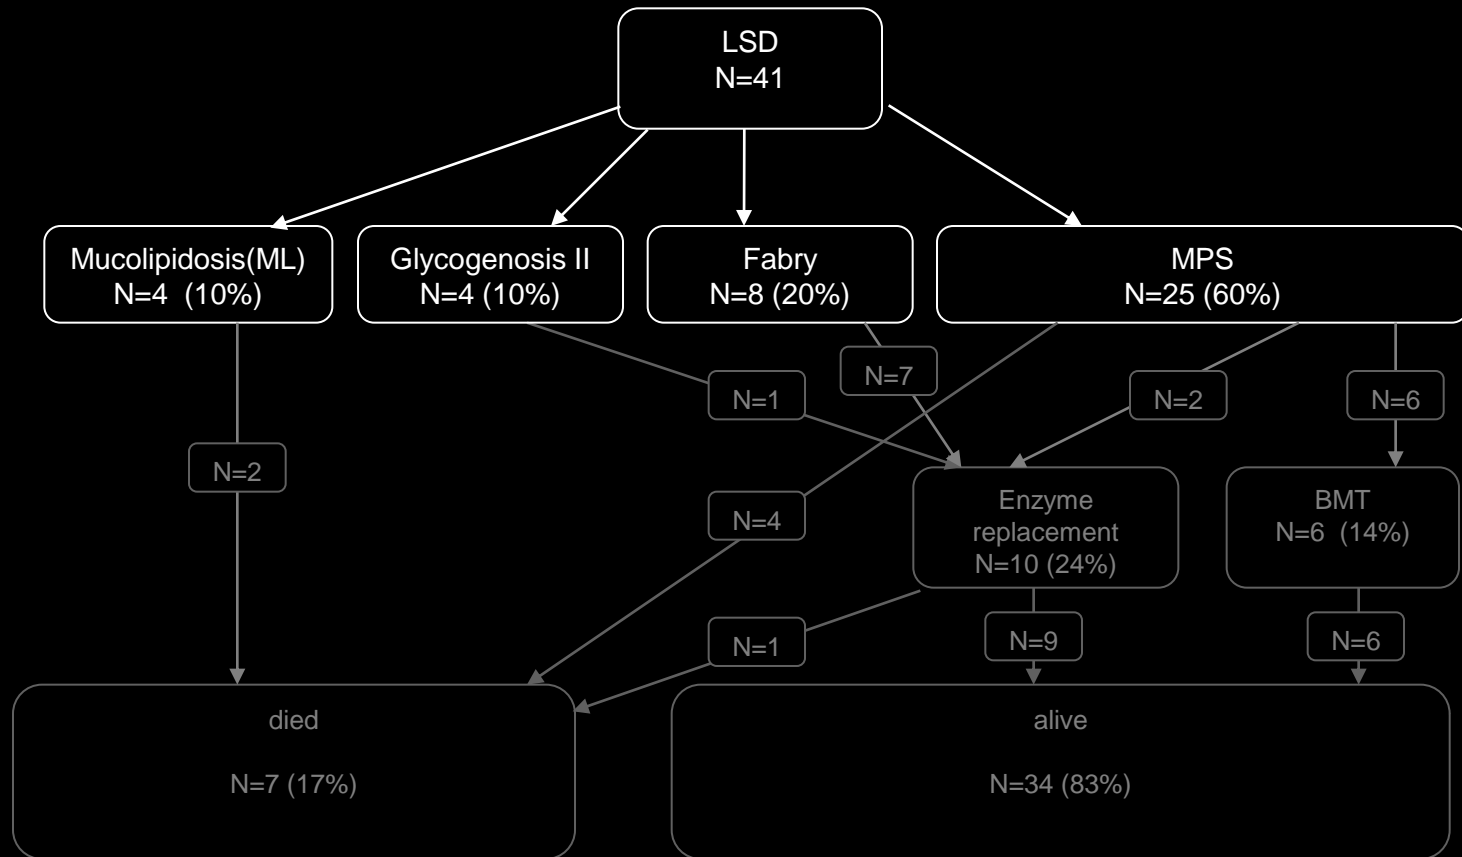 LSD
N=41
Mucolipidosis(ML)
N=4 (10%)
Glycogenosis II
N=4 (10%)
Fabry
N=8 (20%)
MPS
N=25 (60%)
N=7
N=1
N=2
N=6
N=2
N=4
Enzyme
replacement
N=10 (24%)
BMT
N=6 (14%)
N=1
N=9
N=6
died
N=7 (17%)
alive
N=34 (83%)